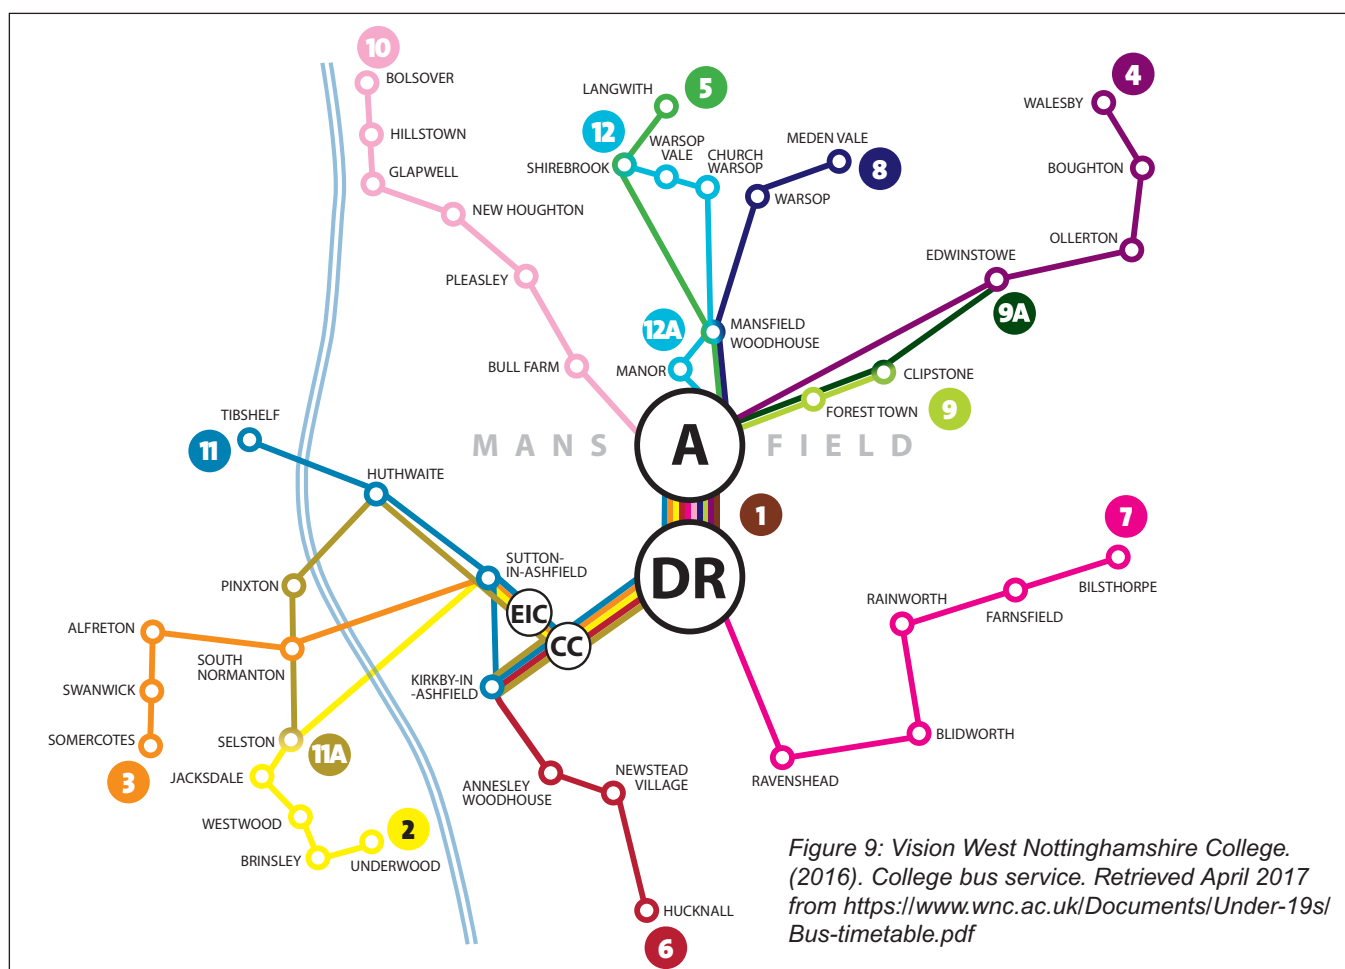 10
BOLSOVER
HILLSTOWN
GLAPWELL
NEW HOUGHTON
PLEASLEY
BULL FARM
LANGWITH
5
12
SHIREBROOK
WARSOP
VALE
CHURCH
WARSOP
MEDEN VALE
8
WARSOP
4
WALESBY
BOUGHTON
OLLERTON
EDWINSTOWE
9A
CLIPSTONE
FOREST TOWN
9
12A
MANSFIELD
WOODHOUSE
MANOR
MANS
A
FIELD
TIBSHELF
11
HUTHWAITE
1
DR
7
BILSTHORPE
FARNSFIELD
RAINWORTH
BLIDWORTH
RAVENSHEAD
SUTTON-
IN-ASHFIELD
EIC
CC
PINXTON
ALFRETON
SOUTH
NORMANTON
SWANWICK
SOMERCOTES
3
KIRKBY-IN
-ASHFIELD
SELSTON
11A
JACKSDALE
WESTWOOD
BRINSLEY
2
UNDERWOOD
ANNESLEY
WOODHOUSE
NEWSTEAD
VILLAGE
HUCKNALL
6
Figure 9: Vision West Nottinghamshire College.
(2016). College bus service. Retrieved April 2017
from https://www.wnc.ac.uk/Documents/Under-19s/
Bus-timetable.pdf